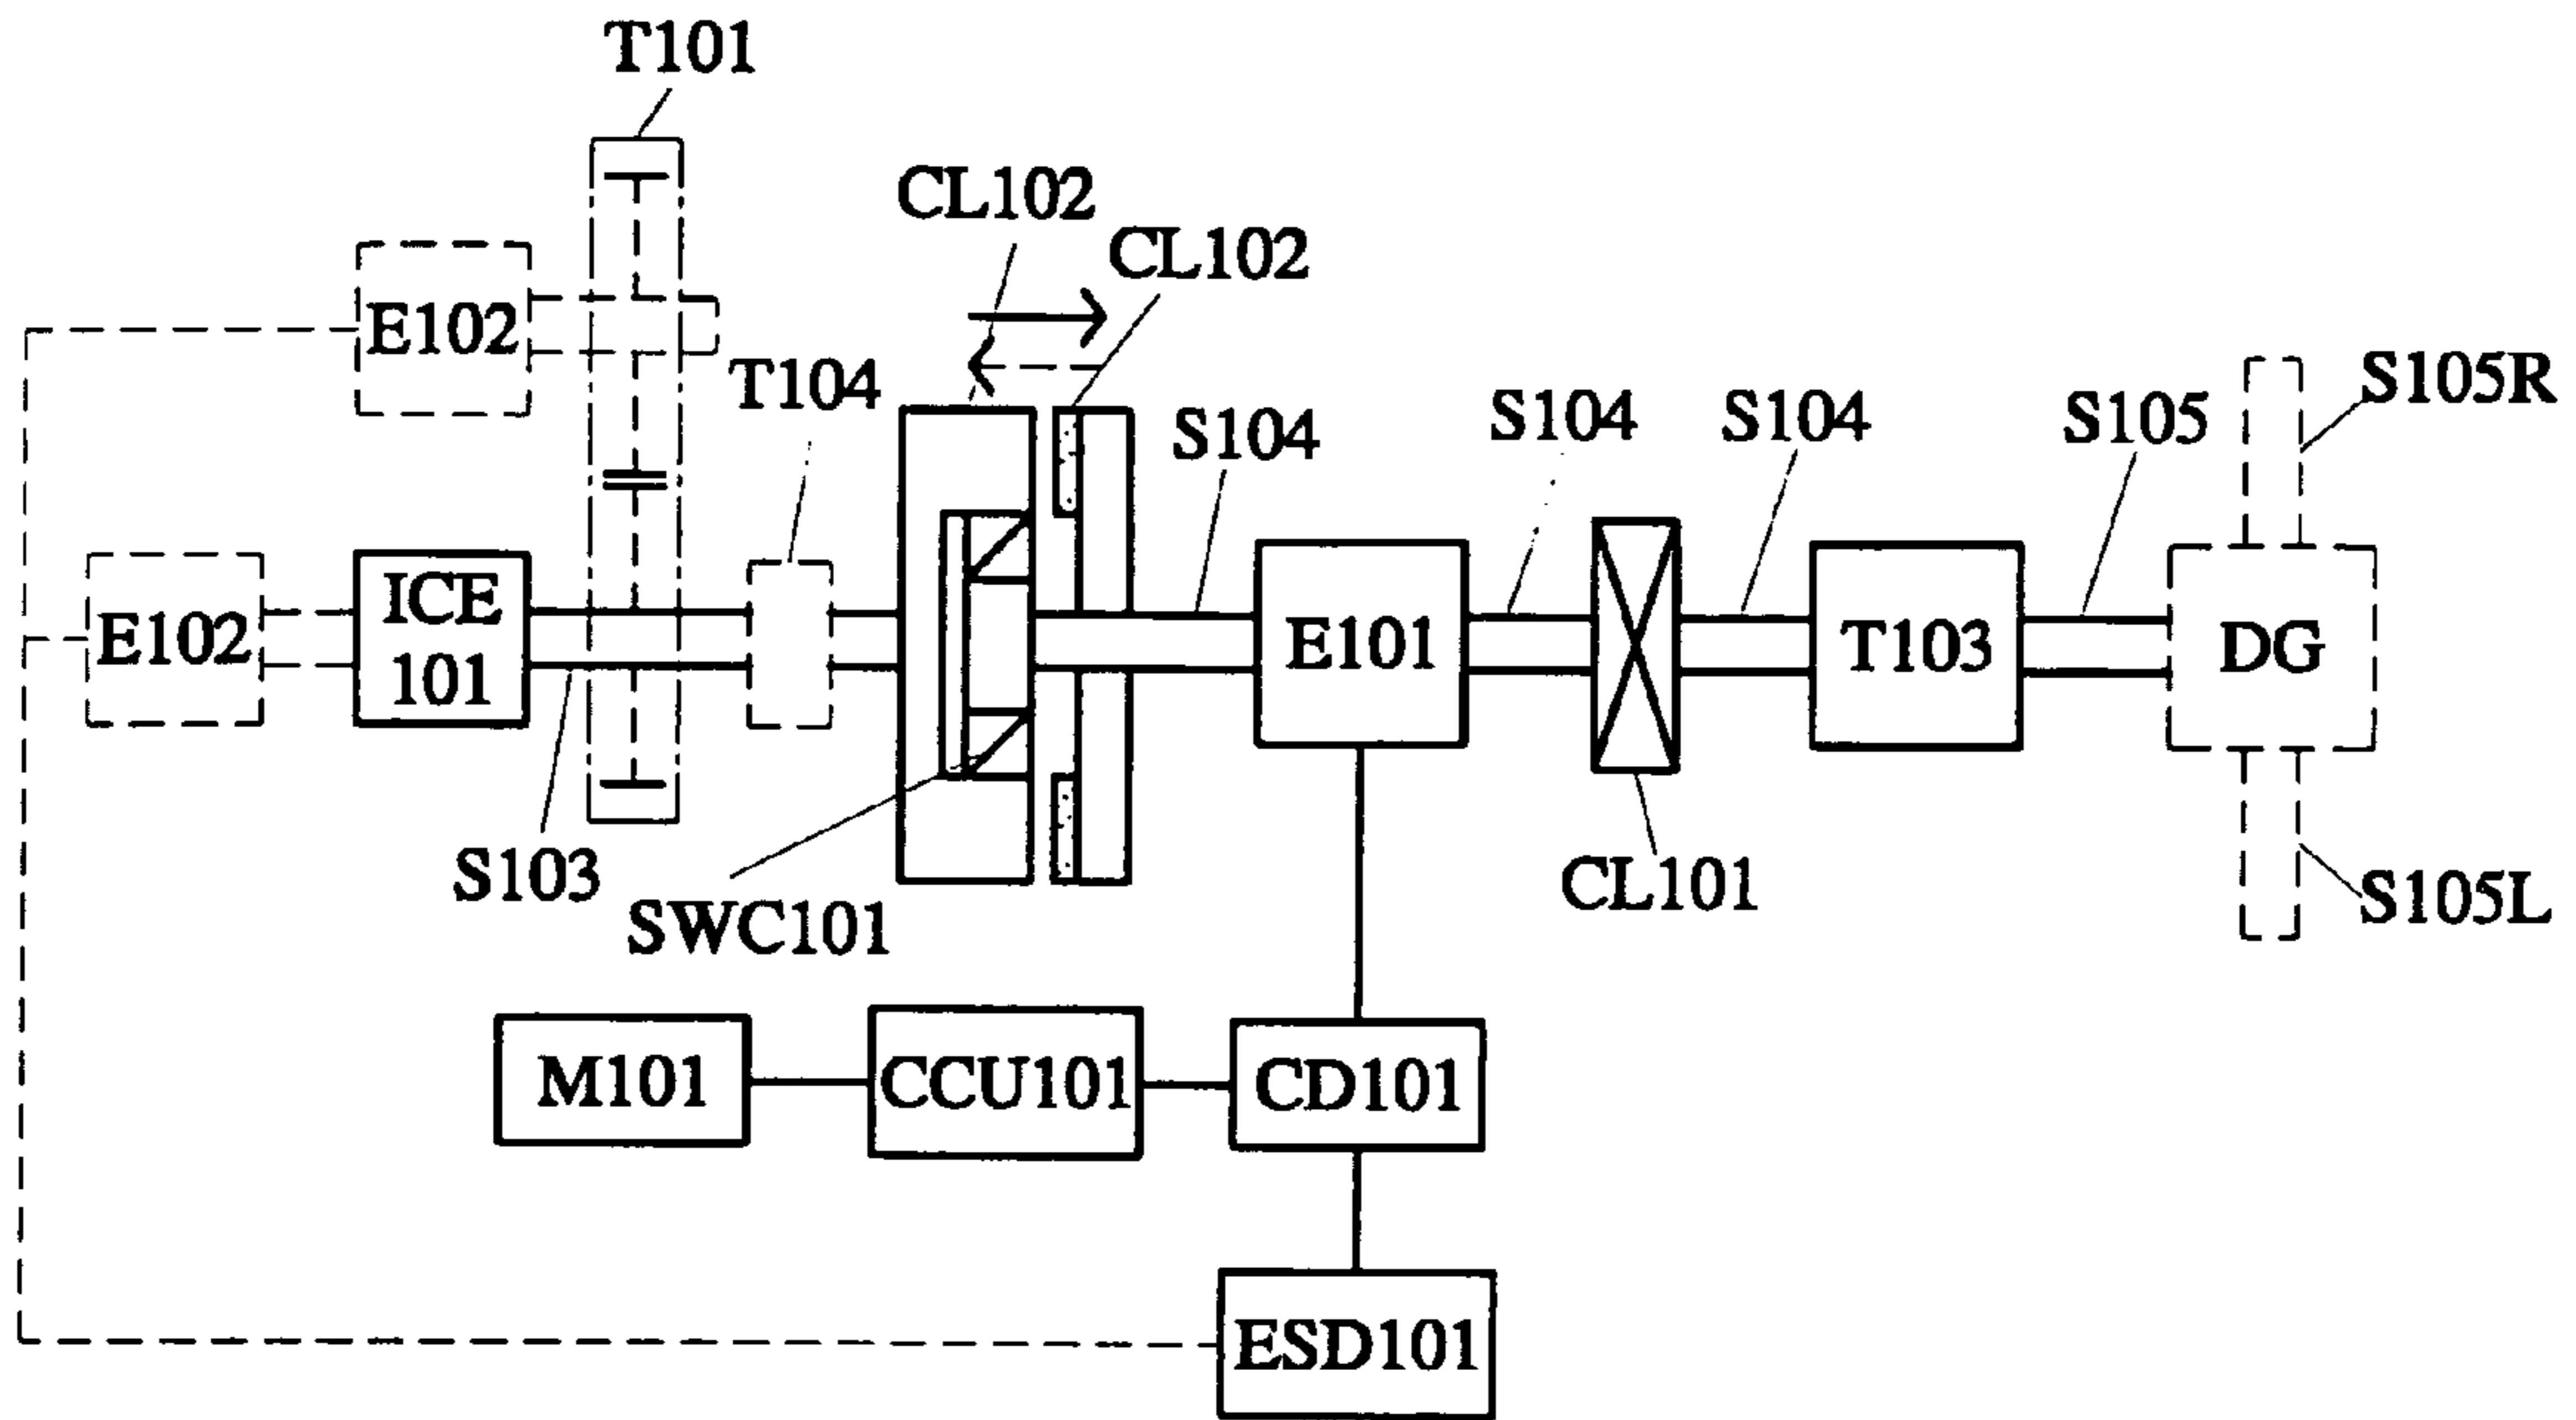 T101
CL102
CL102
E102
T104
S104
S104
S104
S105
S105R
E102
ICE
101
E101
T103
DG
S103
SWC101
CL101
S105L
M101
CCU101
CD101
ESD101